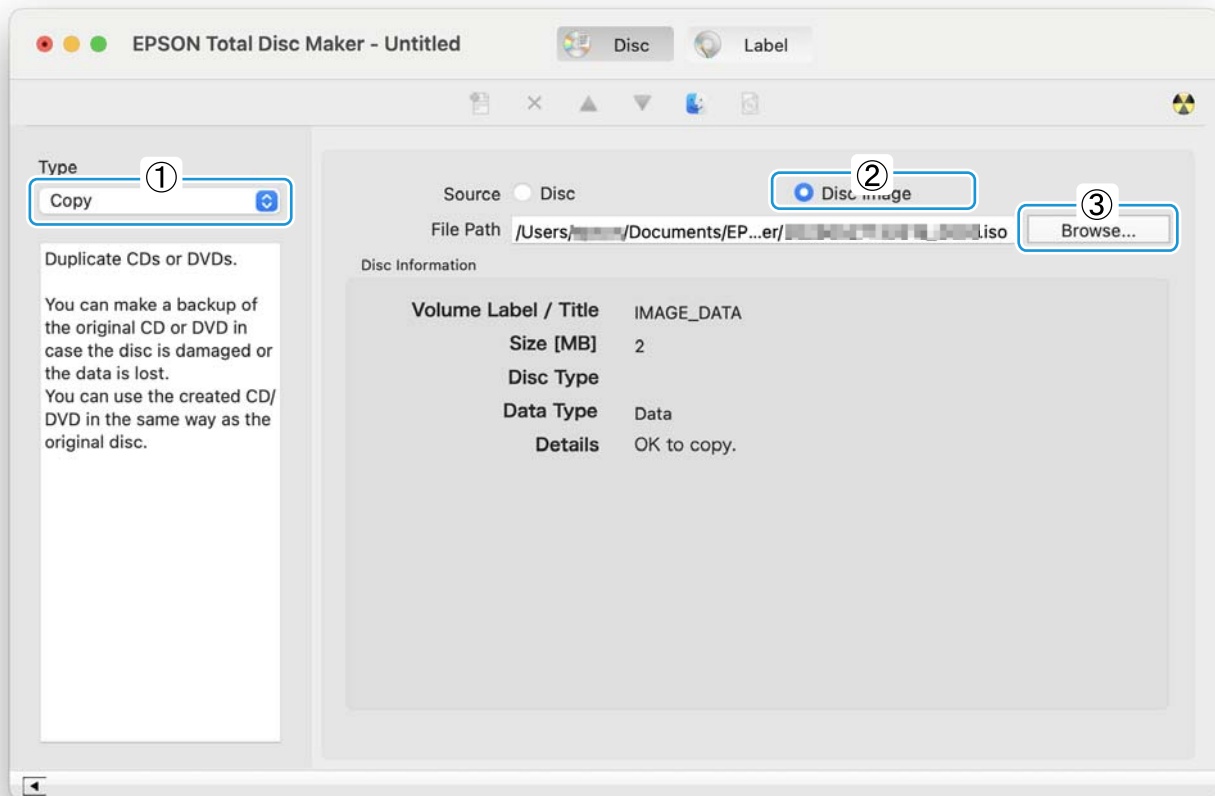 EPSON Total Disc Maker - Untitled
Disc
Label
Type
①
Copy
Duplicate CDs or DVDs.
You can make a backup of
the original CD or DVD in
case the disc is damaged or
the data is lost.
You can use the created CD/
DVD in the same way as the
original disc.
Source
Disc
②
Disc Image
File Path
/Users/ /Documents/EP...er/ .iso
③
Browse...
Disc Information
Volume Label / Title IMAGE_DATA
Size [MB] 2
Disc Type
Data Type Data
Details OK to copy.